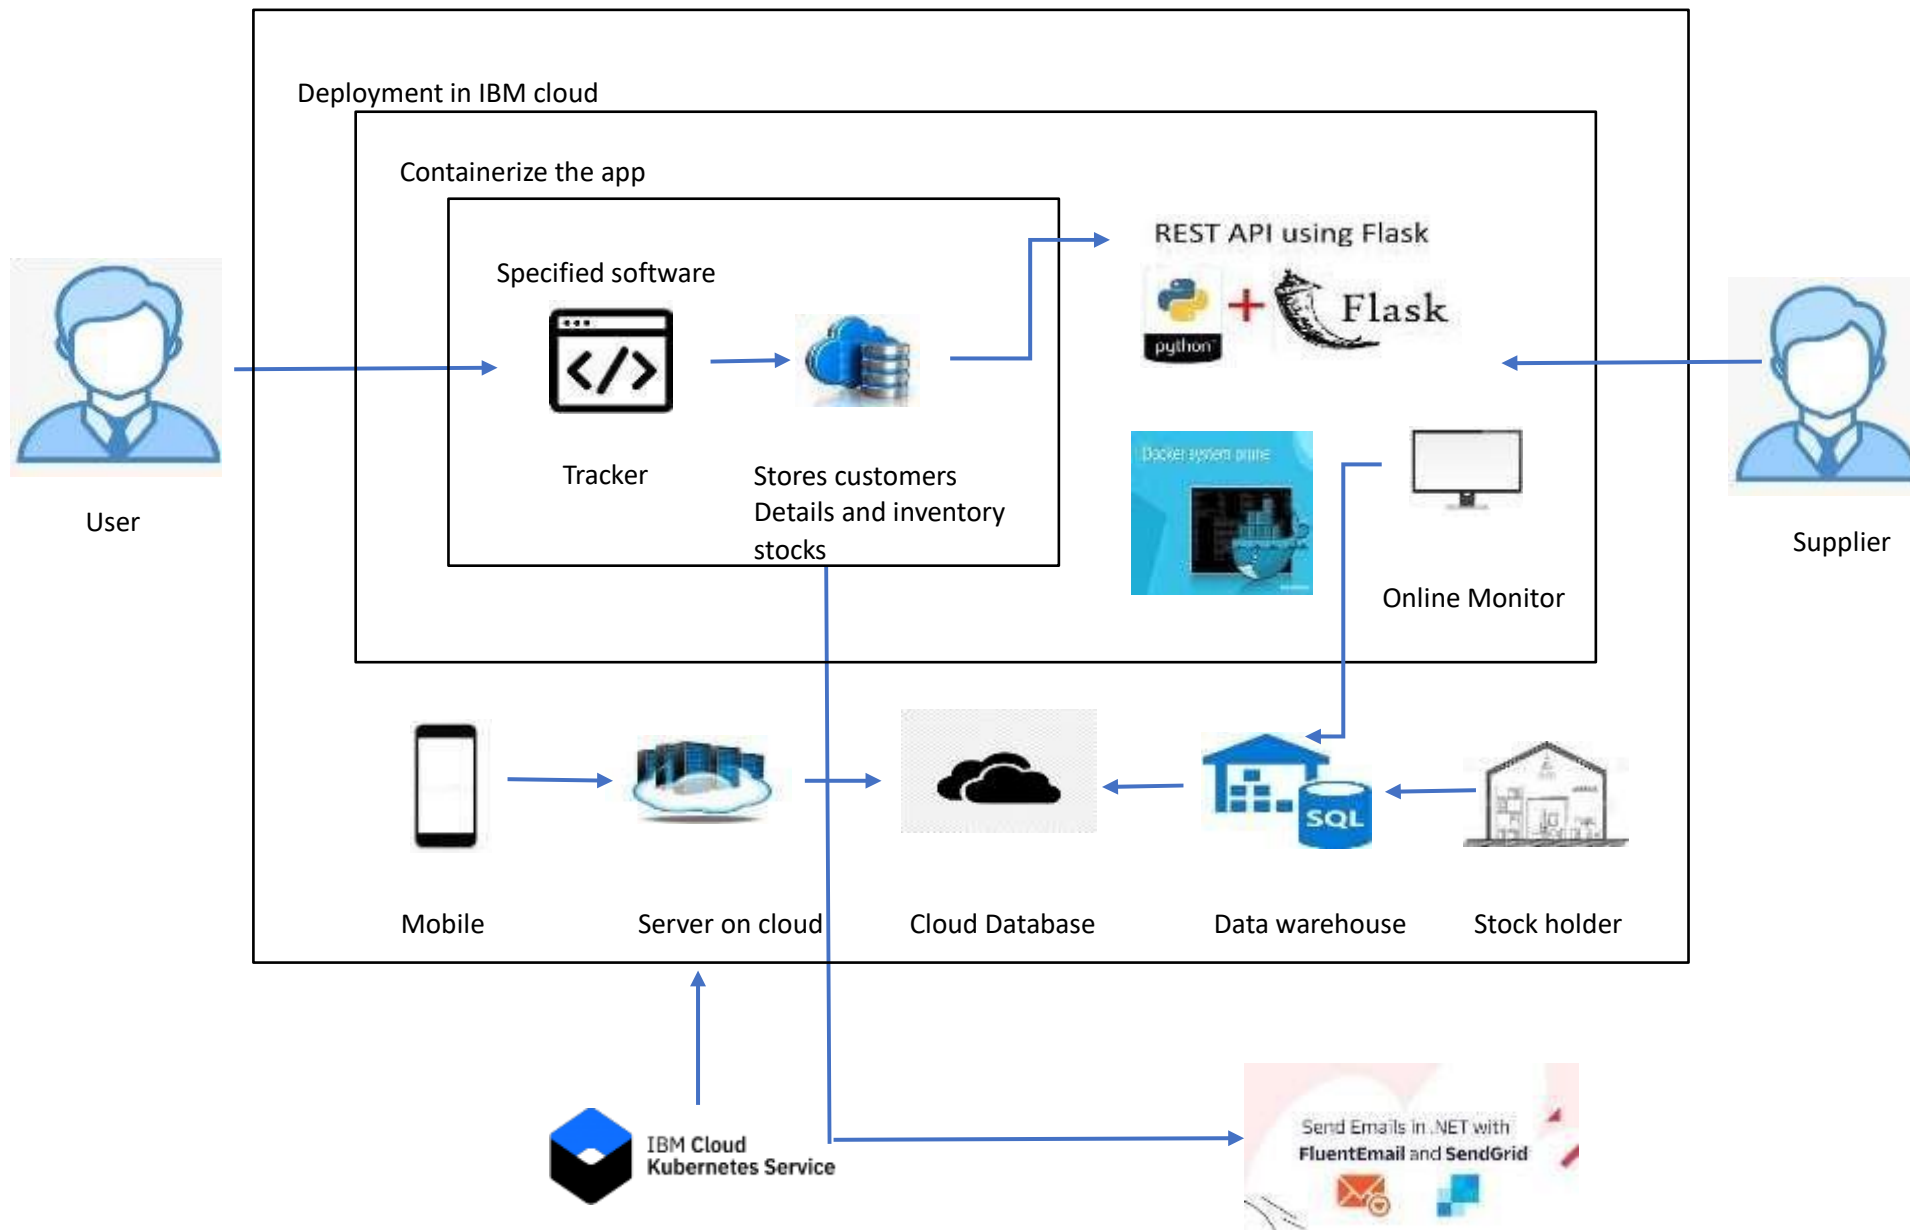 Deployment in IBM cloud
Containerize the app
Specified software
REST API using Flask
python
Flask
Tracker
Stores customers
Details and inventory
stocks
Docker system prune
Online Monitor
User
Supplier
SQL
Mobile
Server on cloud
Cloud Database
Data warehouse
Stock holder
IBM Cloud
Kubernetes Service
Send Emails in .NET with
FluentEmail and SendGrid